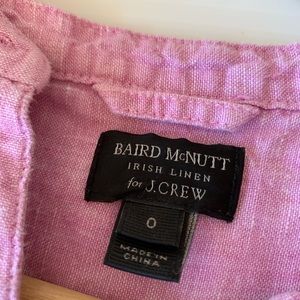 BAIRD McNUTT
IRISH LINEN
for J.CREW
0
MADE IN
CHINA